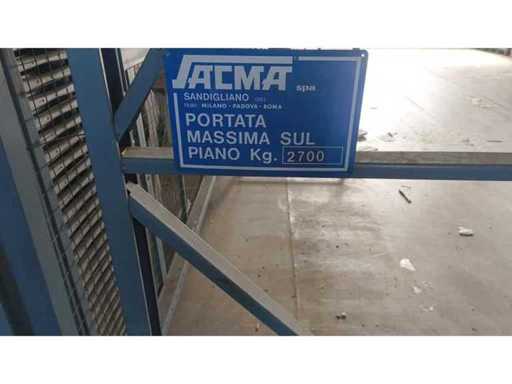 SACMA spa
SANDIGLIANO
MILANO - PADOVA - ROMA
PORTATA
MASSIMA SUL
PIANO Kg. 2700